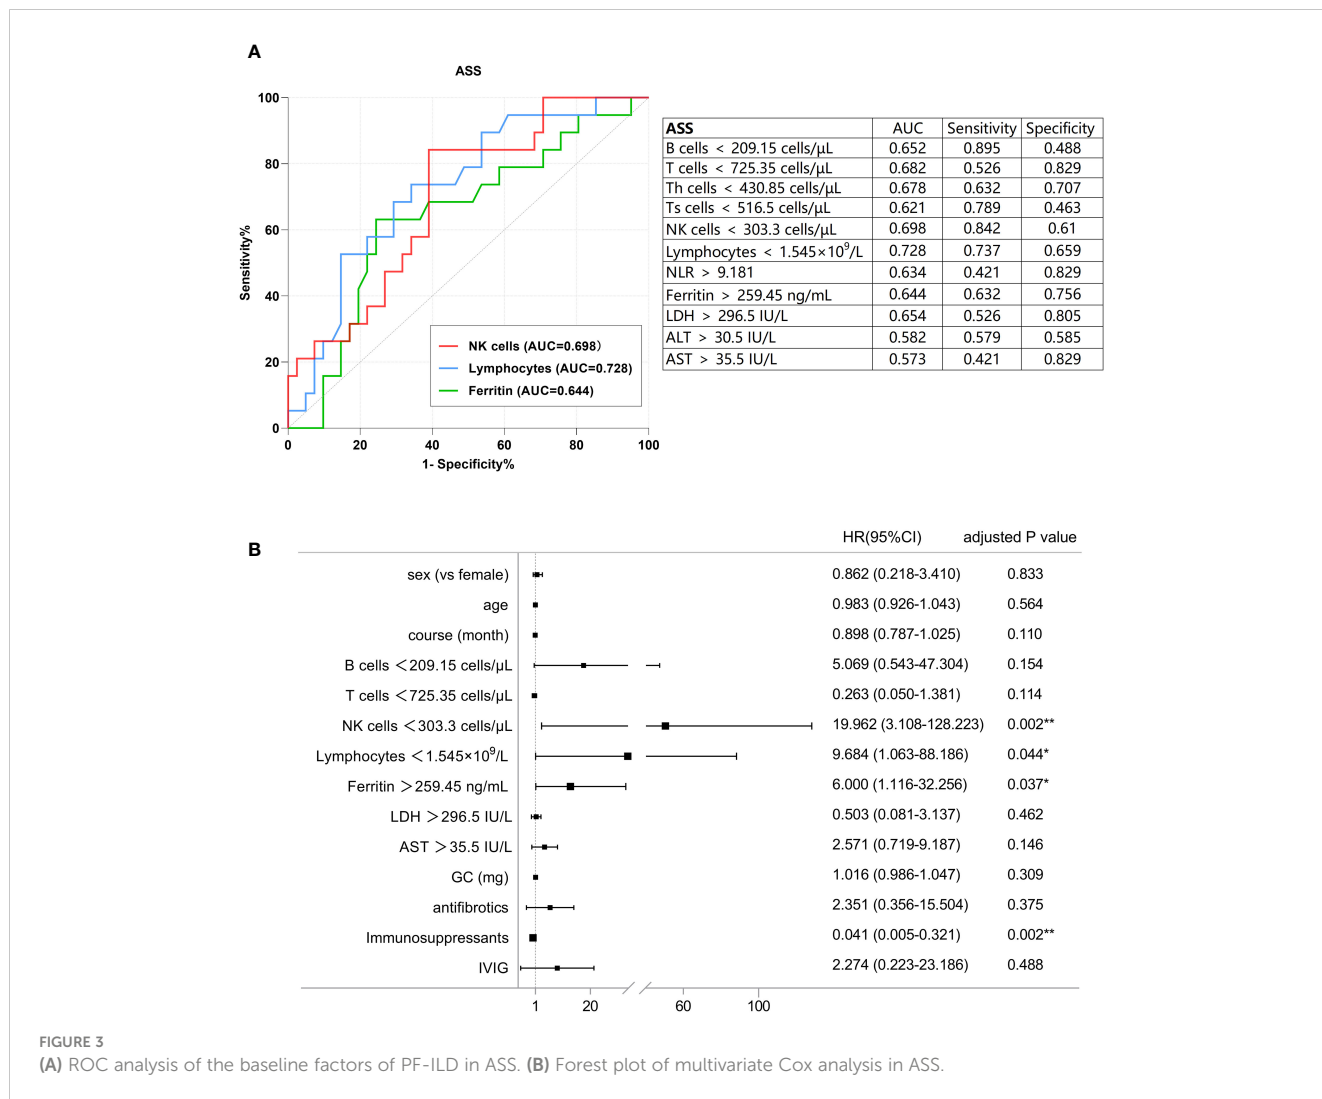 A
ASS
100
80
60
40
20
0
Sensitivity%
0 20 40 60 80 100
1- Specificity%
NK cells (AUC=0.698)
Lymphocytes (AUC=0.728)
Ferritin (AUC=0.644)
ASS AUC Sensitivity Specificity
B cells < 209.15 cells/μL 0.652 0.895 0.488
T cells < 725.35 cells/μL 0.682 0.526 0.829
Th cells < 430.85 cells/μL 0.678 0.632 0.707
Ts cells < 516.5 cells/μL 0.621 0.789 0.463
NK cells < 303.3 cells/μL 0.698 0.842 0.61
Lymphocytes < 1.545×10⁹/L 0.728 0.737 0.659
NLR > 9.181 0.634 0.421 0.829
Ferritin > 259.45 ng/mL 0.644 0.632 0.756
LDH > 296.5 IU/L 0.654 0.526 0.805
ALT > 30.5 IU/L 0.582 0.579 0.585
AST > 35.5 IU/L 0.573 0.421 0.829
B
HR(95%CI) adjusted P value
sex (vs female) 0.862 (0.218-3.410) 0.833
age 0.983 (0.926-1.043) 0.564
course (month) 0.898 (0.787-1.025) 0.110
B cells <209.15 cells/μL 5.069 (0.543-47.304) 0.154
T cells <725.35 cells/μL 0.263 (0.050-1.381) 0.114
NK cells <303.3 cells/μL 19.962 (3.108-128.223) 0.002**
Lymphocytes <1.545×10⁹/L 9.684 (1.063-88.186) 0.044*
Ferritin >259.45 ng/mL 6.000 (1.116-32.256) 0.037*
LDH >296.5 IU/L 0.503 (0.081-3.137) 0.462
AST >35.5 IU/L 2.571 (0.719-9.187) 0.146
GC (mg) 1.016 (0.986-1.047) 0.309
antifibrotics 2.351 (0.356-15.504) 0.375
Immunosuppressants 0.041 (0.005-0.321) 0.002**
IVIG 2.274 (0.223-23.186) 0.488
1 20 60 100
FIGURE 3
(A) ROC analysis of the baseline factors of PF-ILD in ASS. (B) Forest plot of multivariate Cox analysis in ASS.